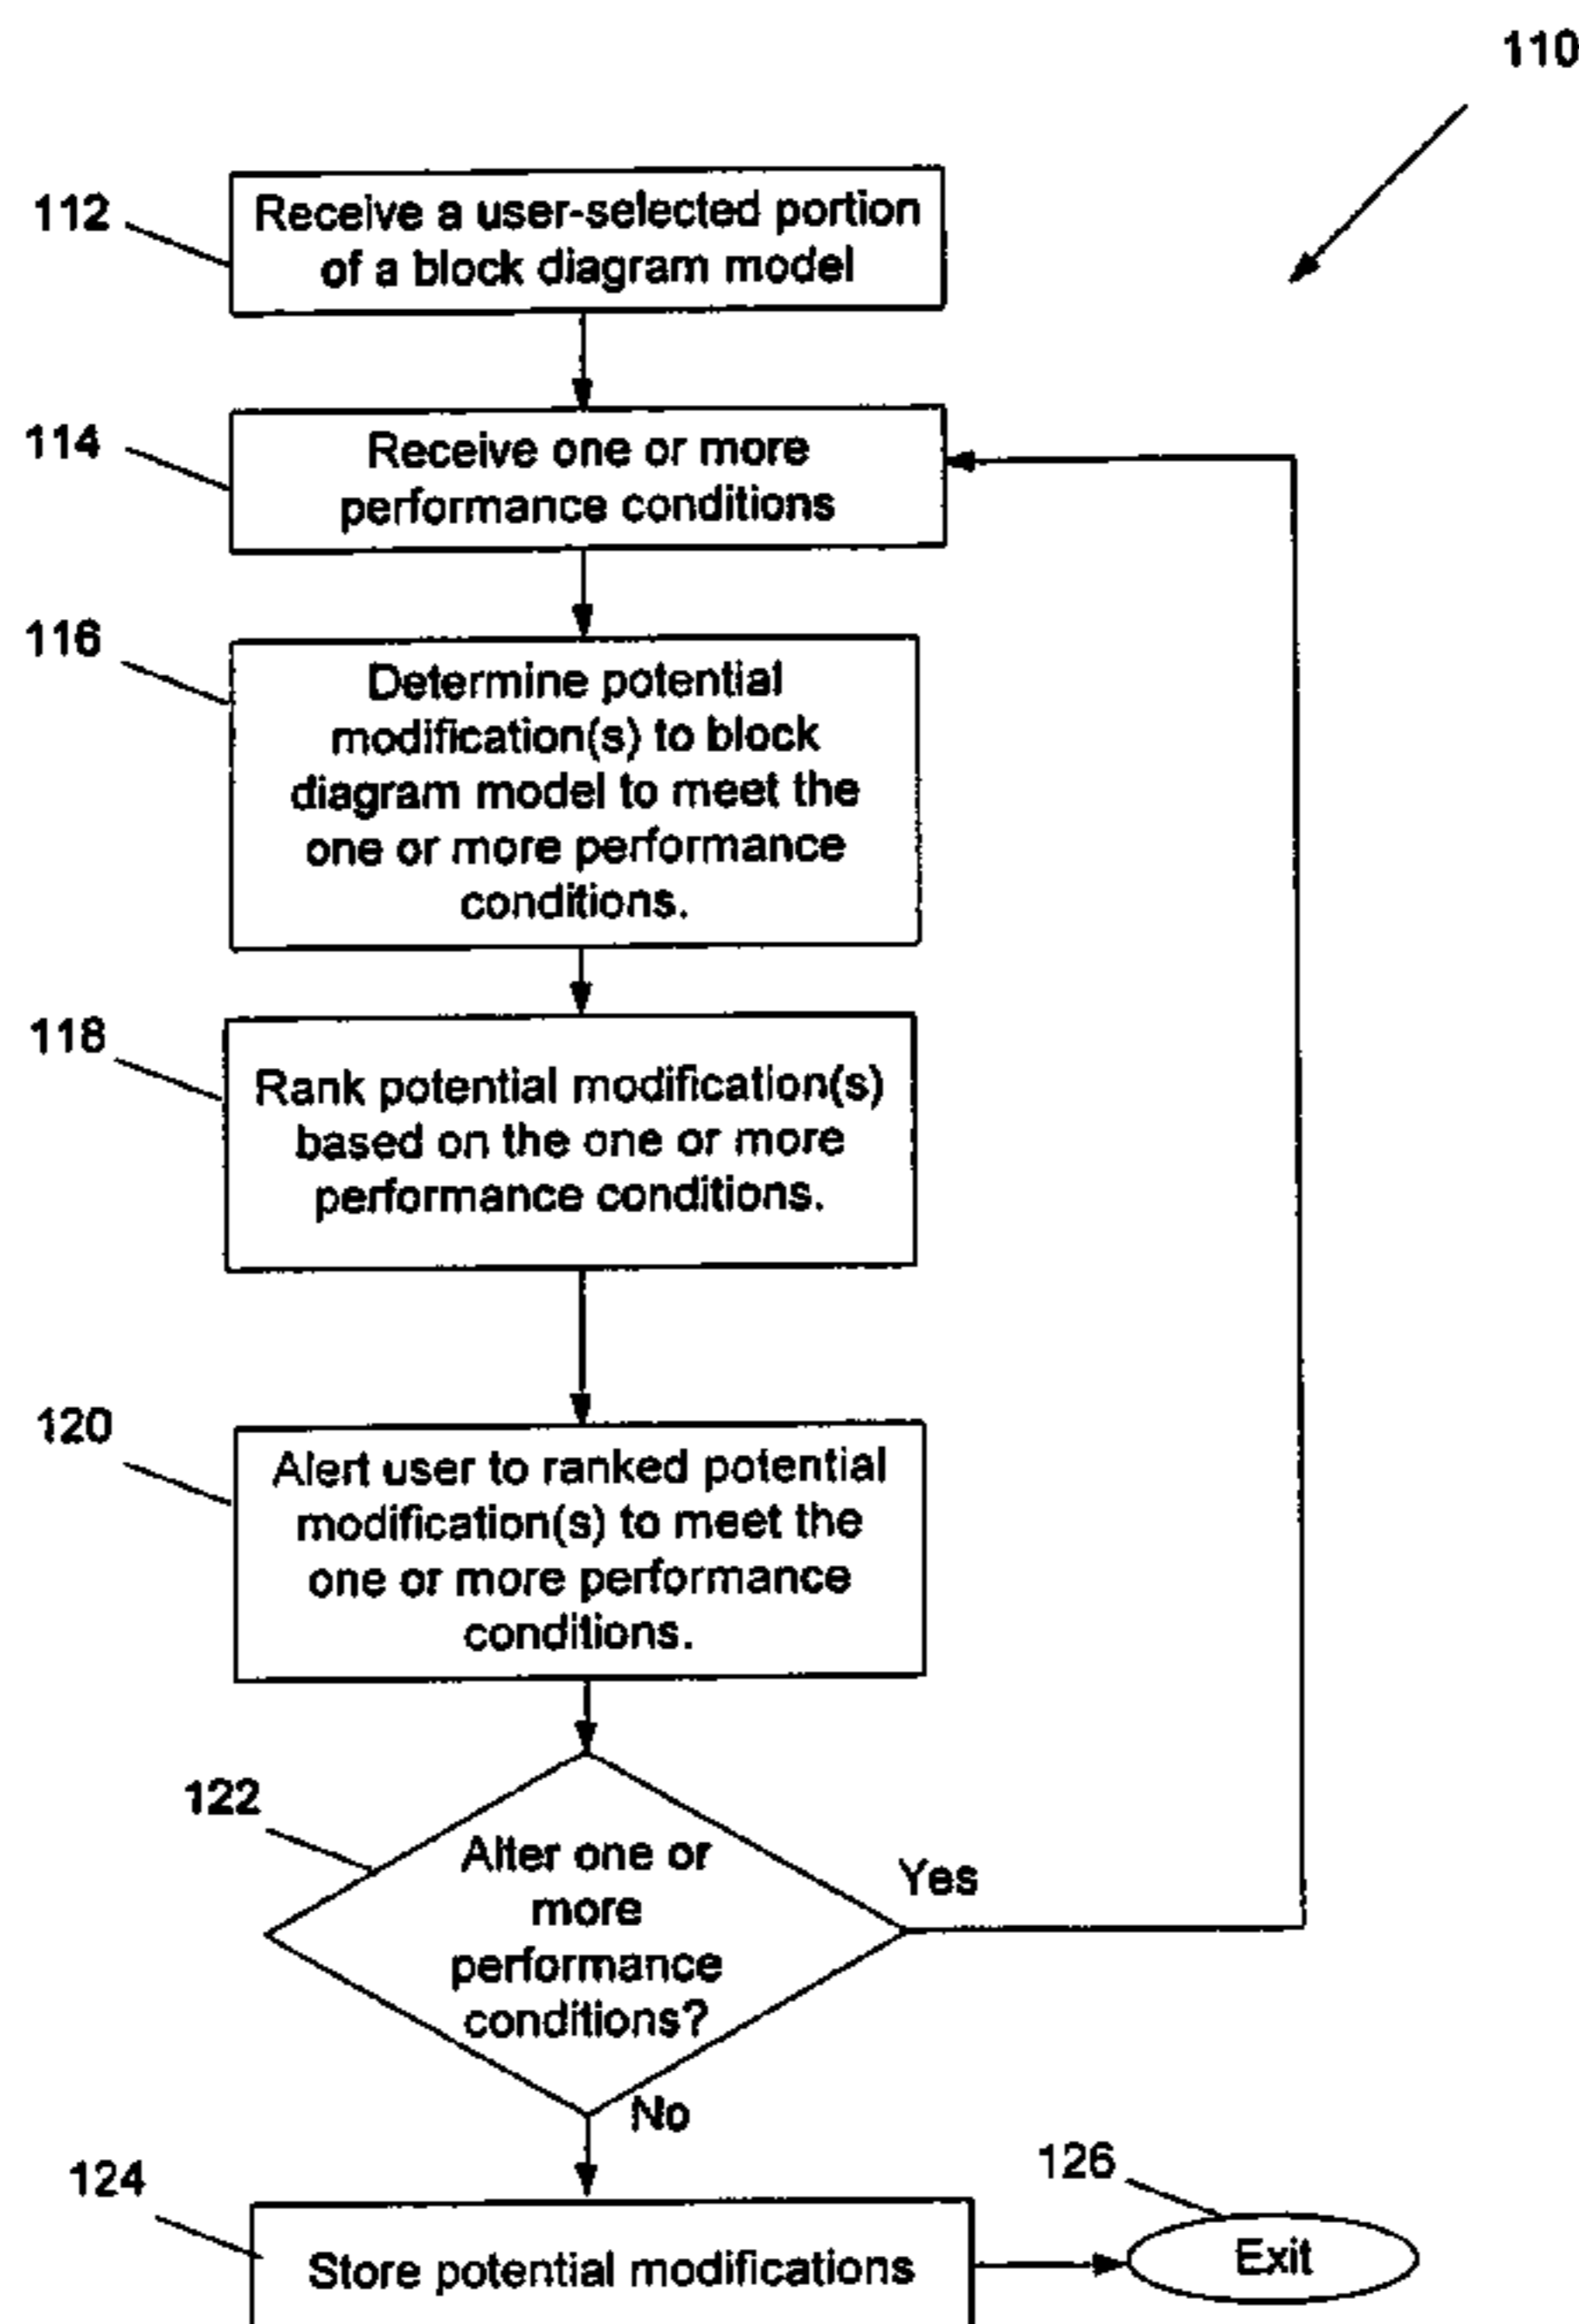 110
112
Receive a user-selected portion
of a block diagram model
114
Receive one or more
performance conditions
116
Determine potential
modification(s) to block
diagram model to meet the
one or more performance
conditions.
118
Rank potential modification(s)
based on the one or more
performance conditions.
120
Alert user to ranked potential
modification(s) to meet the
one or more performance
conditions.
122
Alter one or
more
performance
conditions?
Yes
No
124
Store potential modifications
126
Exit